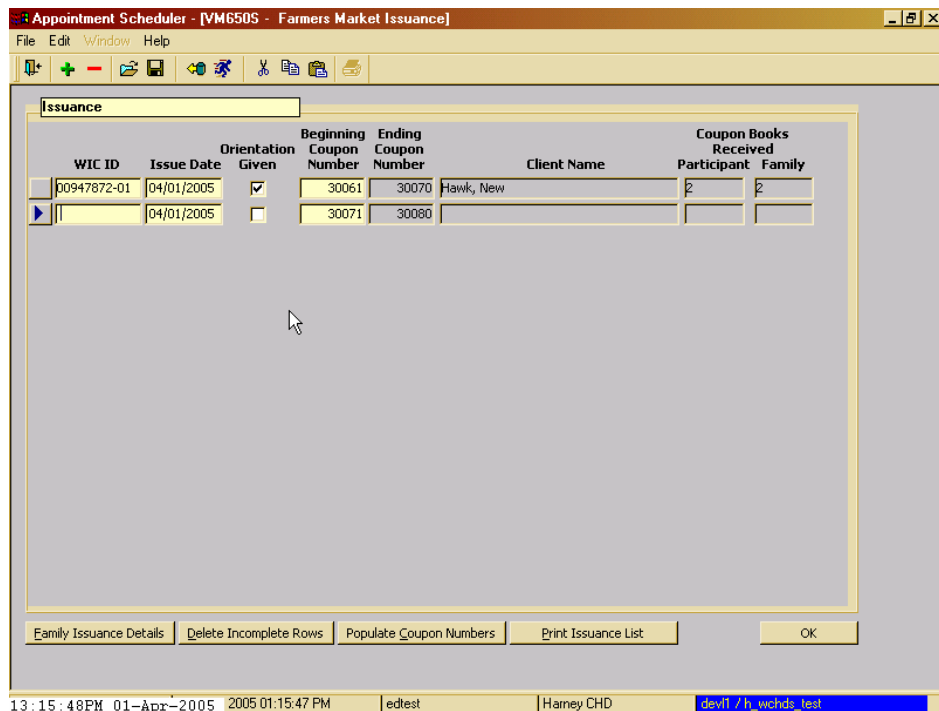 Appointment Scheduler - [VM650S - Farmers Market Issuance]
File Edit Window Help
Issuance
WIC ID Issue Date Orientation Given Beginning Coupon Number Ending Coupon Number Client Name Coupon Books Received Participant Family
00947872-01 04/01/2005 30061 30070 Hawk, New 2 2
04/01/2005 30071 30080
Family Issuance Details Delete Incomplete Rows Populate Coupon Numbers Print Issuance List OK
13:15:48PM 01-Apr-2005 2005 01:15:47 PM edtest Harney CHD devl1 / h_wchds_test